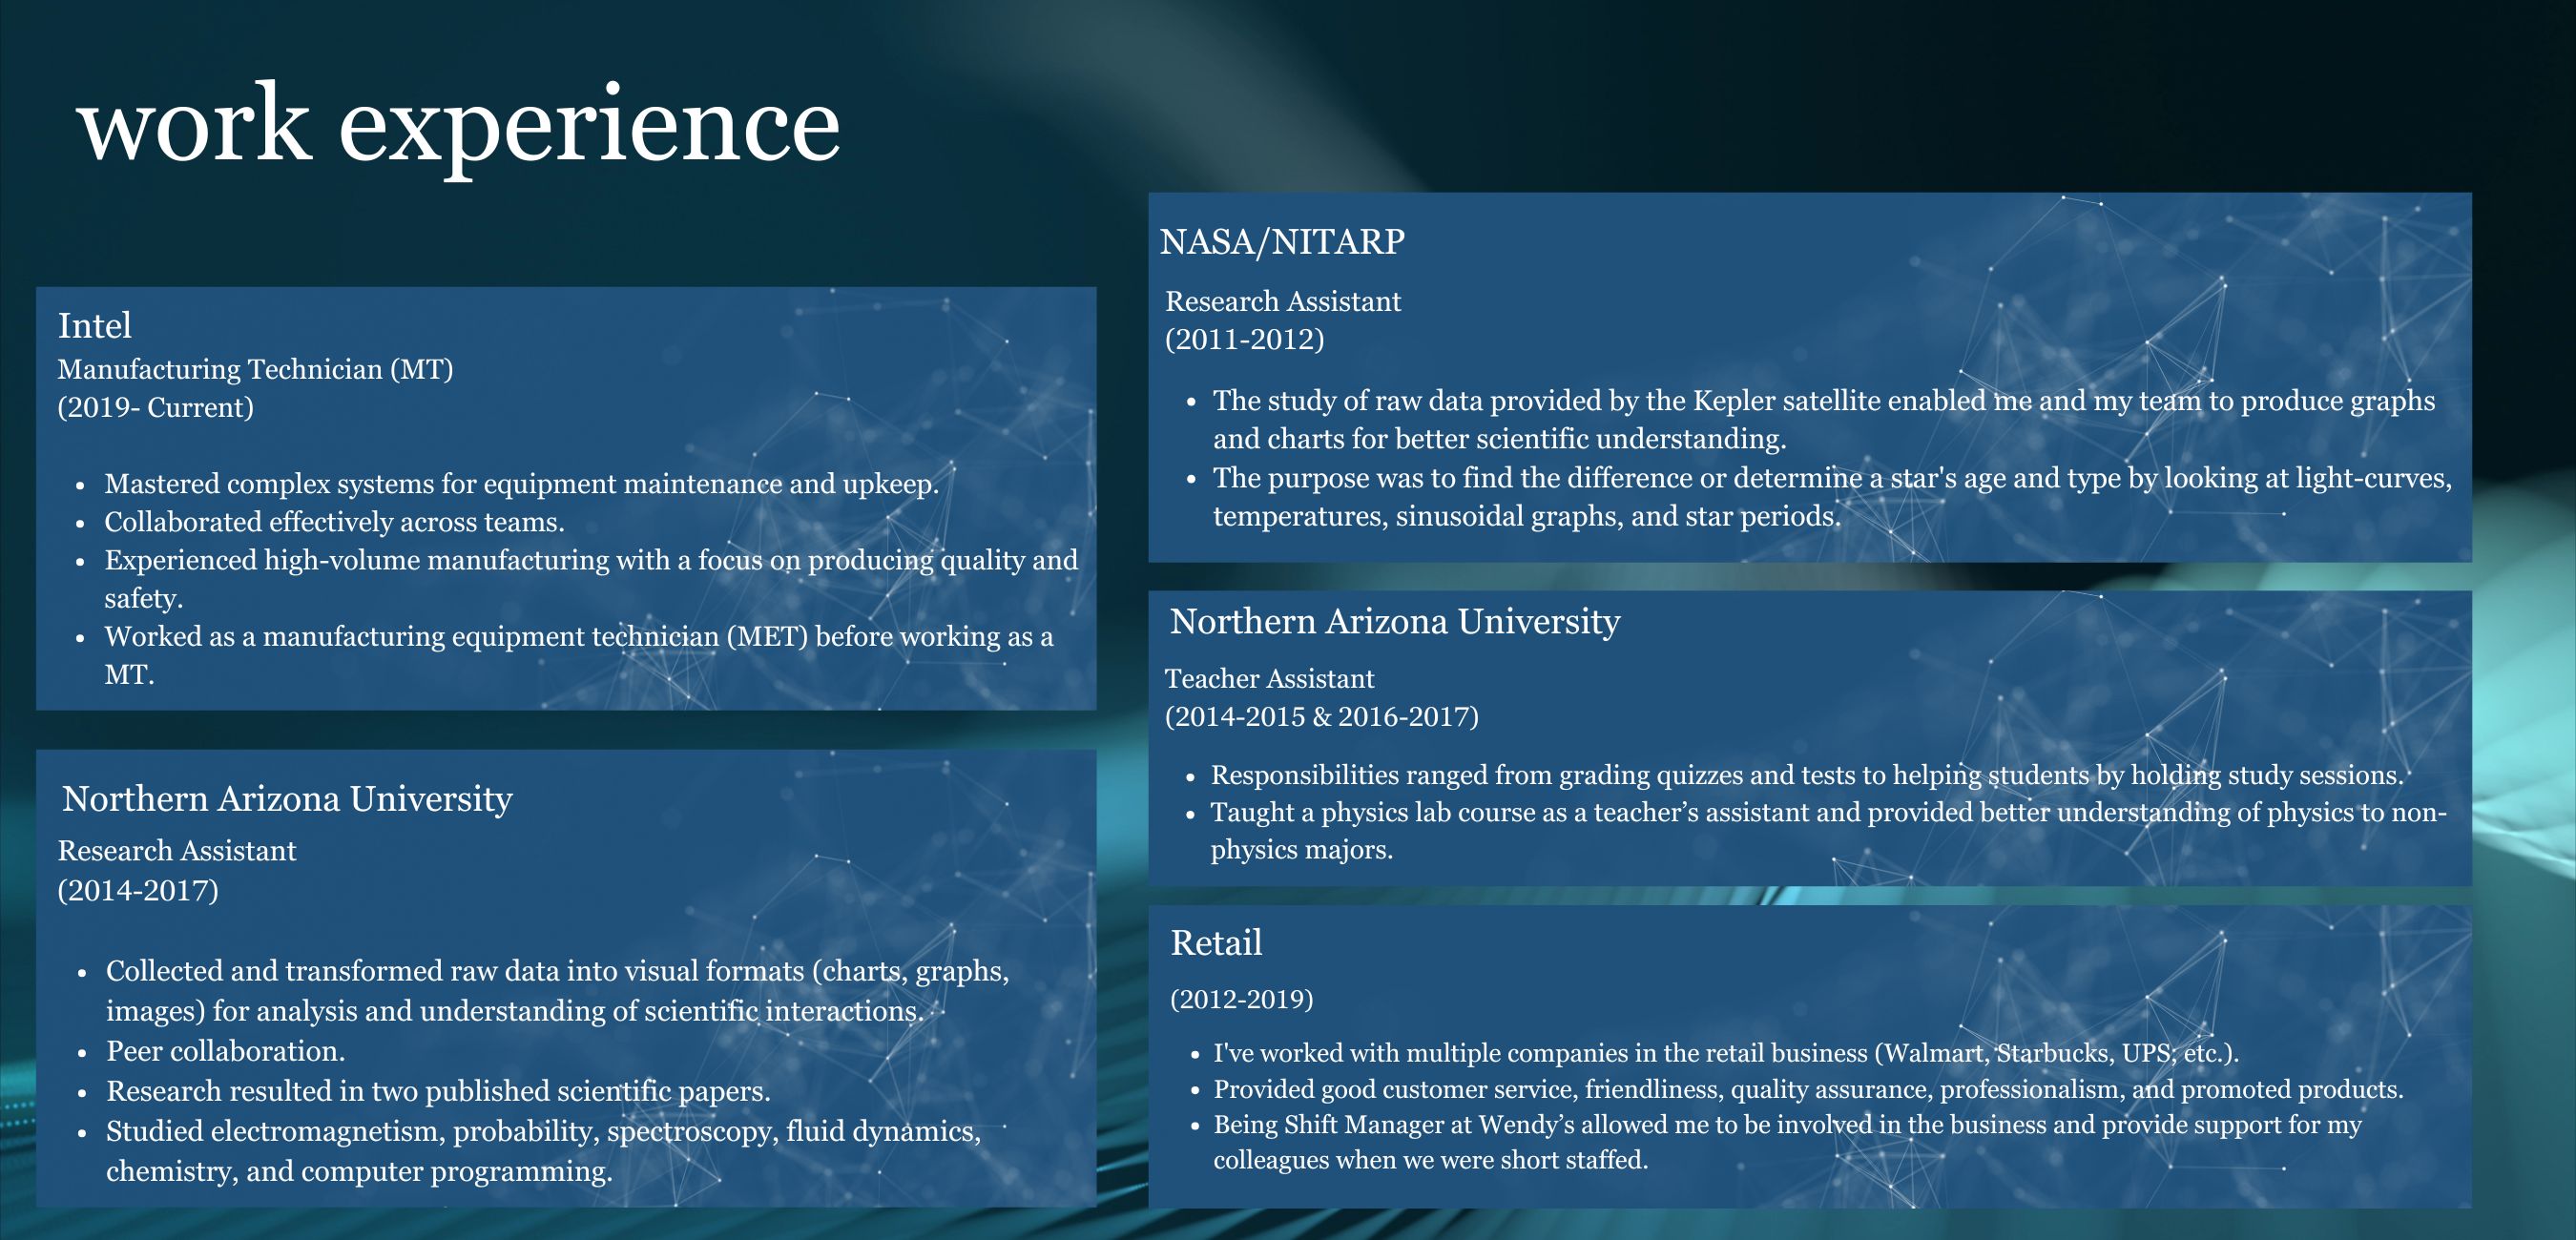 work experience
Intel
Manufacturing Technician (MT)
(2019- Current)
• Mastered complex systems for equipment maintenance and upkeep.
• Collaborated effectively across teams.
• Experienced high-volume manufacturing with a focus on producing quality and
safety.
• Worked as a manufacturing equipment technician (MET) before working as a
MT.
Northern Arizona University
Research Assistant
(2014-2017)
• Collected and transformed raw data into visual formats (charts, graphs,
images) for analysis and understanding of scientific interactions.
• Peer collaboration.
• Research resulted in two published scientific papers.
• Studied electromagnetism, probability, spectroscopy, fluid dynamics,
chemistry, and computer programming.
NASA/NITARP
Research Assistant
(2011-2012)
• The study of raw data provided by the Kepler satellite enabled me and my team to produce graphs
and charts for better scientific understanding.
• The purpose was to find the difference or determine a star's age and type by looking at light-curves,
temperatures, sinusoidal graphs, and star periods.
Northern Arizona University
Teacher Assistant
(2014-2015 & 2016-2017)
• Responsibilities ranged from grading quizzes and tests to helping students by holding study sessions.
• Taught a physics lab course as a teacher’s assistant and provided better understanding of physics to non-
physics majors.
Retail
(2012-2019)
• I've worked with multiple companies in the retail business (Walmart, Starbucks, UPS, etc.).
• Provided good customer service, friendliness, quality assurance, professionalism, and promoted products.
• Being Shift Manager at Wendy’s allowed me to be involved in the business and provide support for my
colleagues when we were short staffed.